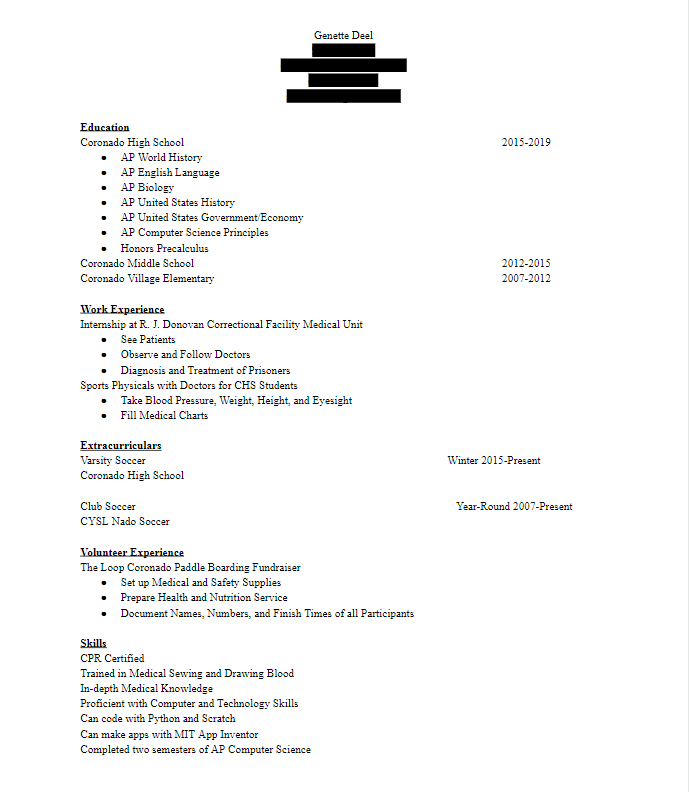 Genette Deel
Education
Coronado High School 2015-2019
● AP World History
● AP English Language
● AP Biology
● AP United States History
● AP United States Government/Economy
● AP Computer Science Principles
● Honors Precalculus
Coronado Middle School 2012-2015
Coronado Village Elementary 2007-2012
Work Experience
Internship at R. J. Donovan Correctional Facility Medical Unit
● See Patients
● Observe and Follow Doctors
● Diagnosis and Treatment of Prisoners
Sports Physicals with Doctors for CHS Students
● Take Blood Pressure, Weight, Height, and Eyesight
● Fill Medical Charts
Extracurriculars
Varsity Soccer Winter 2015-Present
Coronado High School
Club Soccer Year-Round 2007-Present
CYSL Nado Soccer
Volunteer Experience
The Loop Coronado Paddle Boarding Fundraiser
● Set up Medical and Safety Supplies
● Prepare Health and Nutrition Service
● Document Names, Numbers, and Finish Times of all Participants
Skills
CPR Certified
Trained in Medical Sewing and Drawing Blood
In-depth Medical Knowledge
Proficient with Computer and Technology Skills
Can code with Python and Scratch
Can make apps with MIT App Inventor
Completed two semesters of AP Computer Science